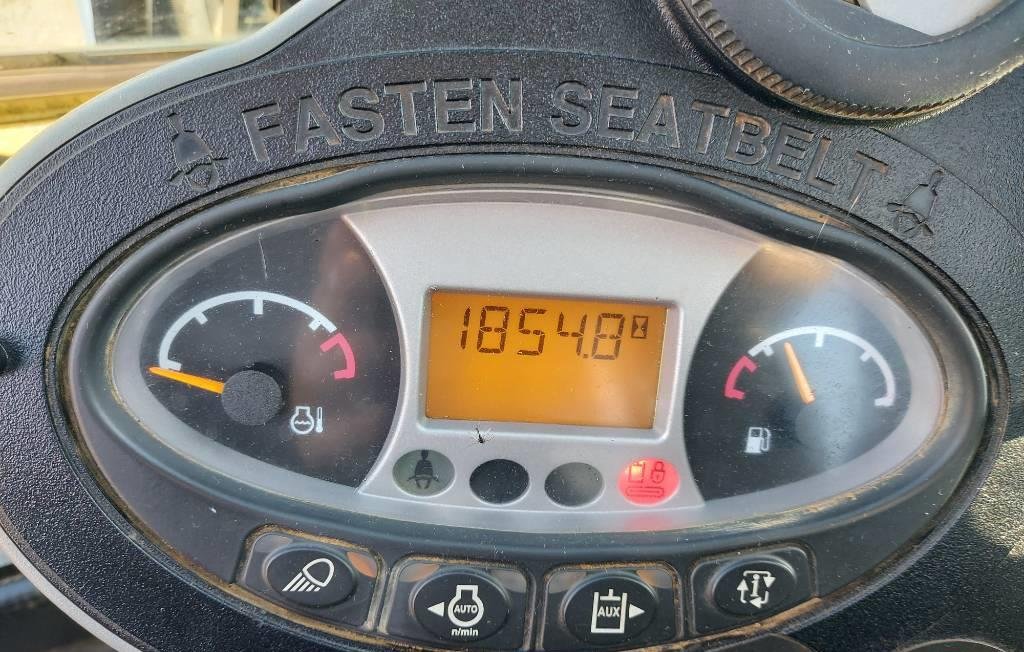 FASTEN SEATBELT
1854.8
AUTO
n/min
AUX
i